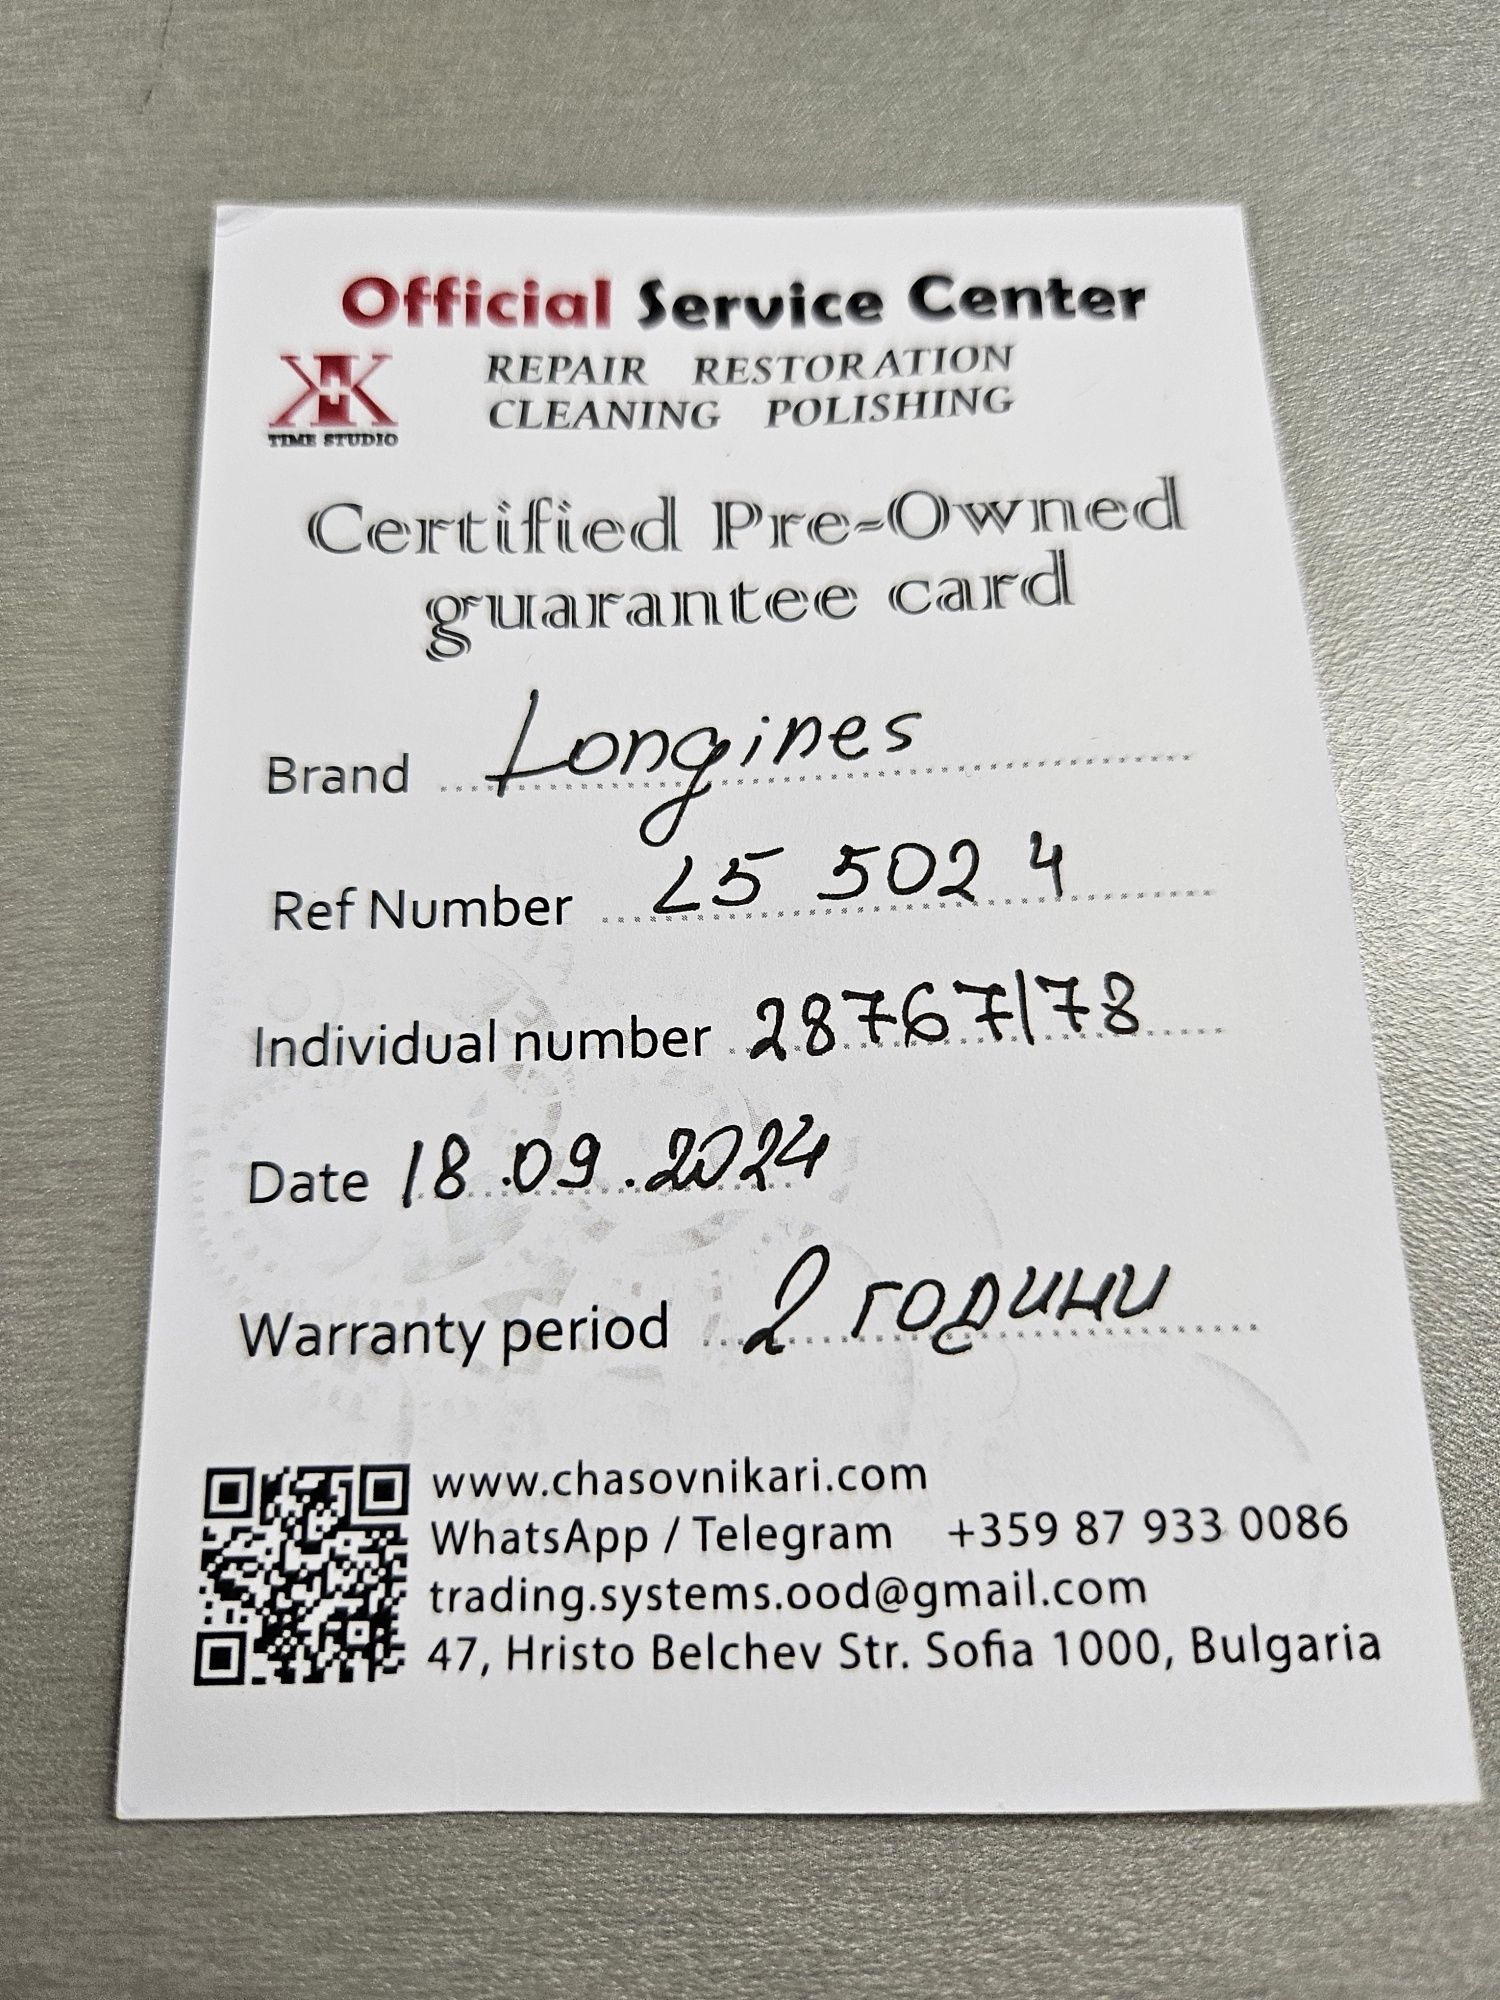 Official Service Center
TIME STUDIO
REPAIR RESTORATION
CLEANING POLISHING
Certified Pre-Owned
guarantee card
Brand Longines
Ref Number L5 502 4
Individual number 28767178
Date 18.09.2024
Warranty period 2 години
www.chasovnikari.com
WhatsApp / Telegram +359 87 933 0086
trading.systems.ood@gmail.com
47, Hristo Belchev Str. Sofia 1000, Bulgaria